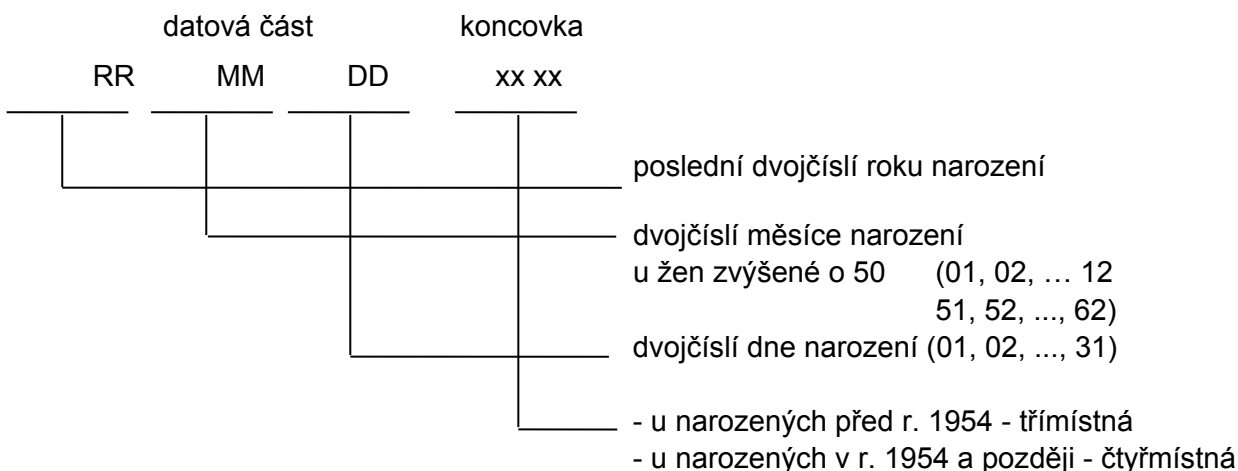 datová část koncovka
RR MM DD xx xx
poslední dvojčíslí roku narození
dvojčíslí měsíce narození
u žen zvýšené o 50 (01, 02, … 12
51, 52, ..., 62)
dvojčíslí dne narození (01, 02, ..., 31)
- u narozených před r. 1954 - třímístná
- u narozených v r. 1954 a později - čtyřmístná